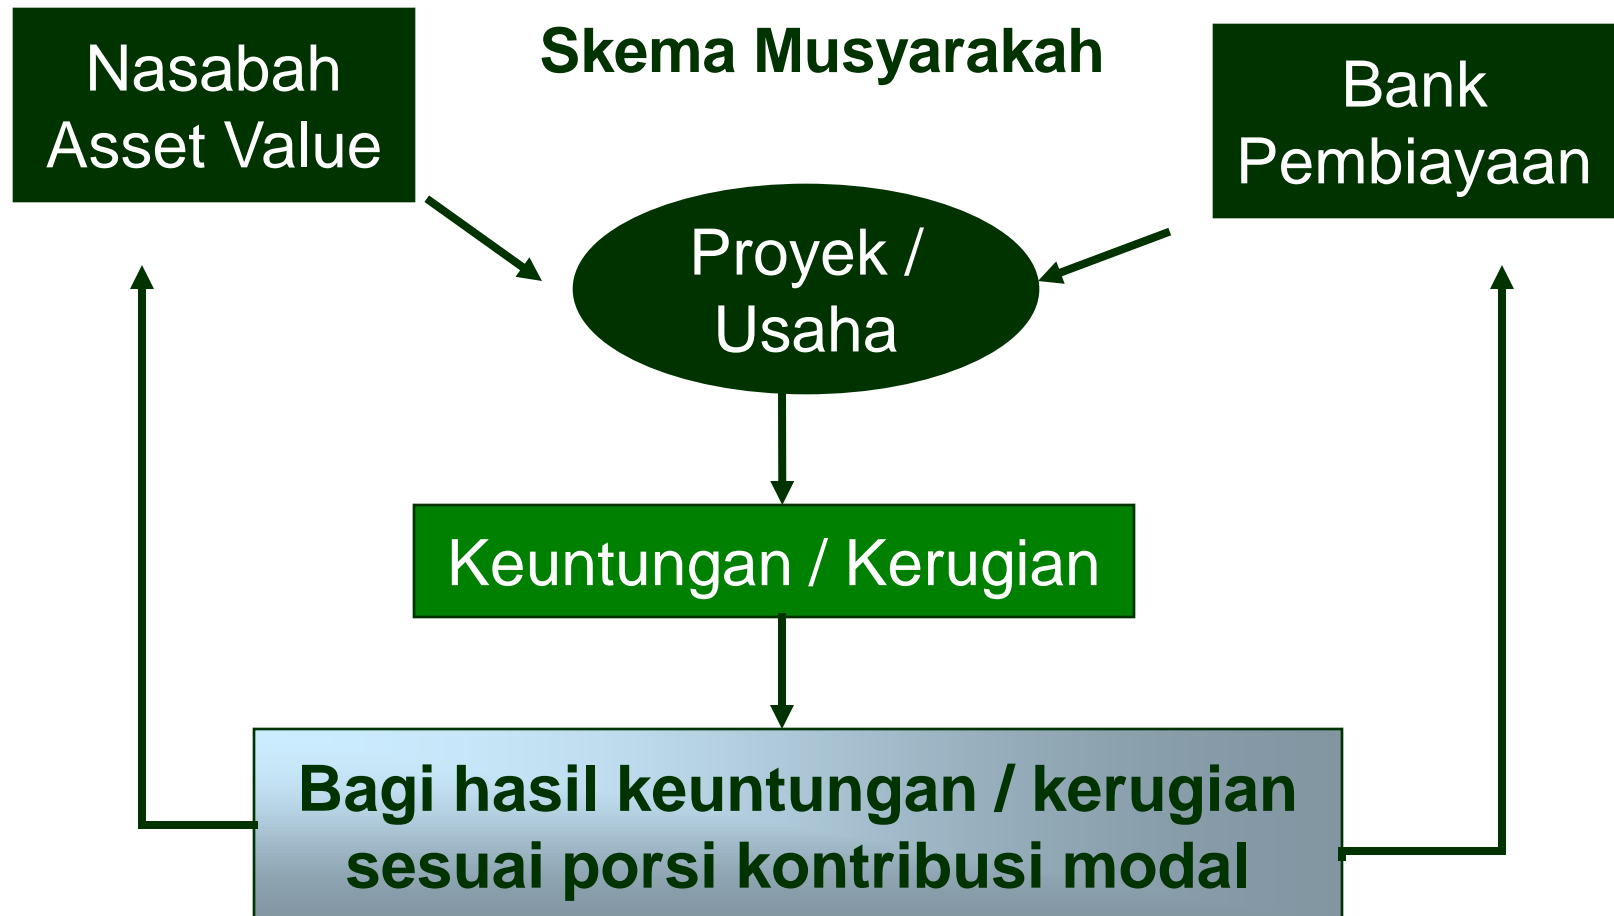 Skema Musyarakah
Nasabah
Asset Value
Bank
Pembiayaan
Proyek /
Usaha
Keuntungan / Kerugian
Bagi hasil keuntungan / kerugian
sesuai porsi kontribusi modal